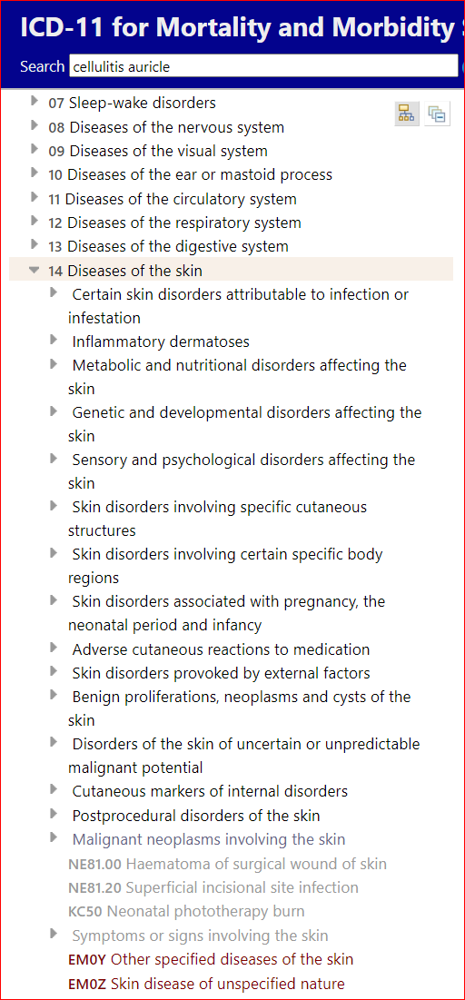 ICD-11 for Mortality and Morbidity
Search cellulitis auricle
07 Sleep-wake disorders
08 Diseases of the nervous system
09 Diseases of the visual system
10 Diseases of the ear or mastoid process
11 Diseases of the circulatory system
12 Diseases of the respiratory system
13 Diseases of the digestive system
14 Diseases of the skin
Certain skin disorders attributable to infection or
infestation
Inflammatory dermatoses
Metabolic and nutritional disorders affecting the
skin
Genetic and developmental disorders affecting the
skin
Sensory and psychological disorders affecting the
skin
Skin disorders involving specific cutaneous
structures
Skin disorders involving certain specific body
regions
Skin disorders associated with pregnancy, the
neonatal period and infancy
Adverse cutaneous reactions to medication
Skin disorders provoked by external factors
Benign proliferations, neoplasms and cysts of the
skin
Disorders of the skin of uncertain or unpredictable
malignant potential
Cutaneous markers of internal disorders
Postprocedural disorders of the skin
Malignant neoplasms involving the skin
NE81.00 Haematoma of surgical wound of skin
NE81.20 Superficial incisional site infection
KC50 Neonatal phototherapy burn
Symptoms or signs involving the skin
EM0Y Other specified diseases of the skin
EM0Z Skin disease of unspecified nature